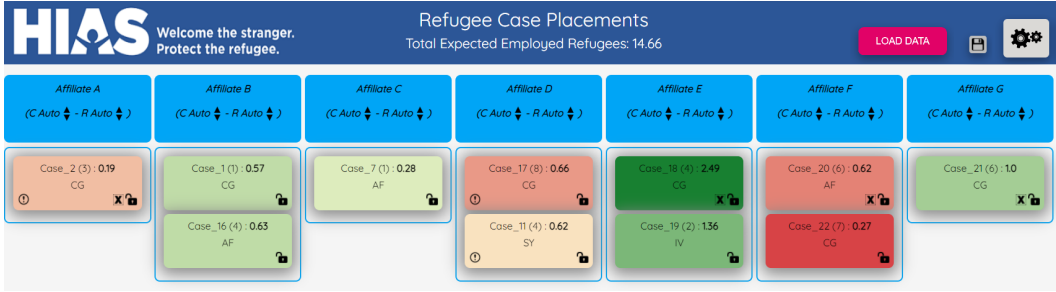 HIAS
Welcome the stranger.
Protect the refugee.
Refugee Case Placements
Total Expected Employed Refugees: 14.66
LOAD DATA
Affiliate A
(C Auto - R Auto )
Affiliate B
(C Auto - R Auto )
Affiliate C
(C Auto - R Auto )
Affiliate D
(C Auto - R Auto )
Affiliate E
(C Auto - R Auto )
Affiliate F
(C Auto - R Auto )
Affiliate G
(C Auto - R Auto )
Case_2 (3) : 0.19
CG
X
Case_1 (1) : 0.57
CG
Case_16 (4) : 0.63
AF
Case_7 (1) : 0.28
AF
Case_17 (8) : 0.66
CG
Case_11 (4) : 0.62
SY
Case_18 (4) : 2.49
CG
X
Case_19 (2) : 1.36
IV
Case_20 (6) : 0.62
AF
X
Case_22 (7) : 0.27
CG
Case_21 (6) : 1.0
CG
X